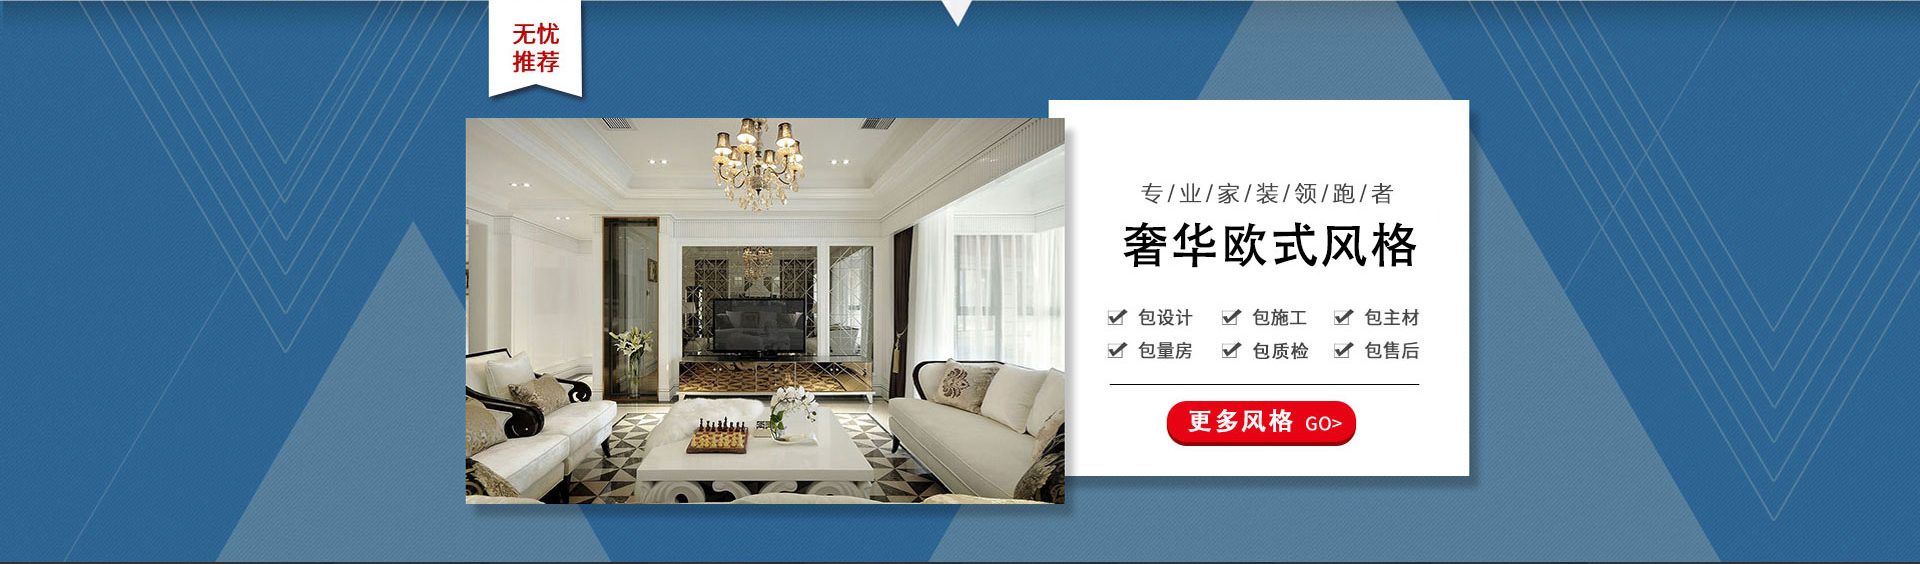 无忧
推荐
专/业/家/装/领/跑/者
奢华欧式风格
包设计 包施工 包主材
包量房 包质检 包售后
更多风格 GO>